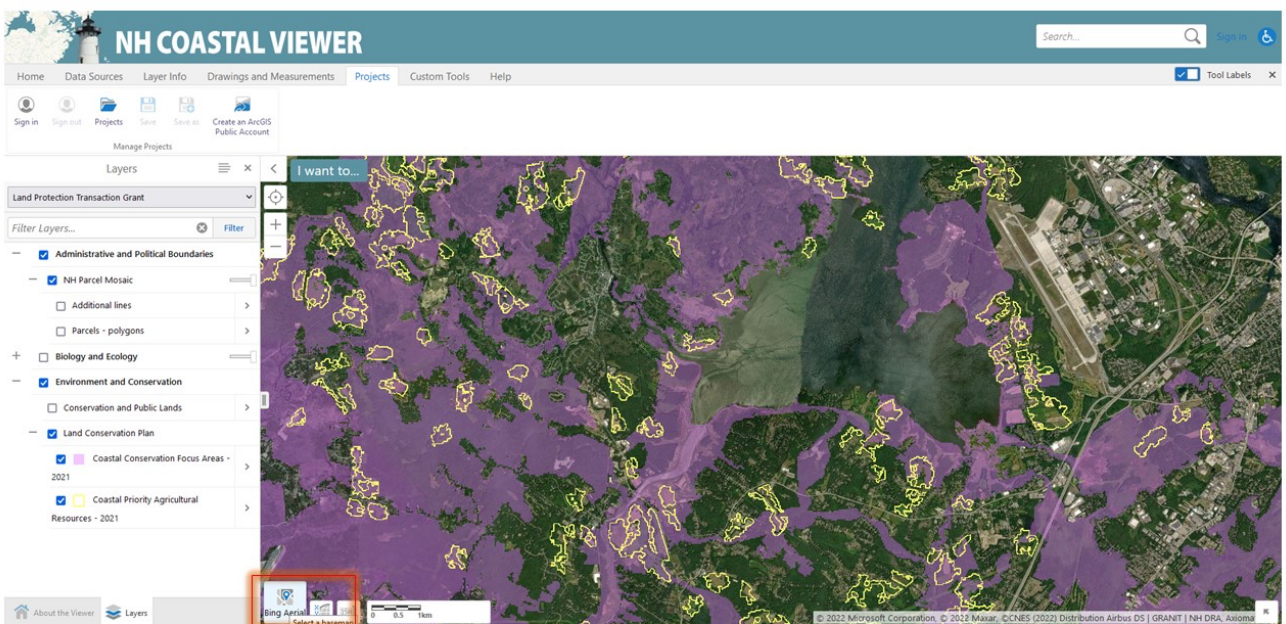 NH COASTAL VIEWER
Search...
Sign in
Home Data Sources Layer Info Drawings and Measurements Projects Custom Tools Help
Tool Labels
Sign in Sign out Projects Save Save as Create an ArcGIS
Public Account
Manage Projects
Layers
I want to...
Land Protection Transaction Grant
Filter Layers...
Filter
Administrative and Political Boundaries
NH Parcel Mosaic
Additional lines
Parcels - polygons
Biology and Ecology
Environment and Conservation
Conservation and Public Lands
Land Conservation Plan
Coastal Conservation Focus Areas -
2021
Coastal Priority Agricultural
Resources - 2021
About the Viewer
Layers
Bing Aerial
Select a basemap
0 0.5 1km
© 2022 Microsoft Corporation, © 2022 Maxar, ©CNES (2022) Distribution Airbus DS | GRANIT | NH DRA, Axioma